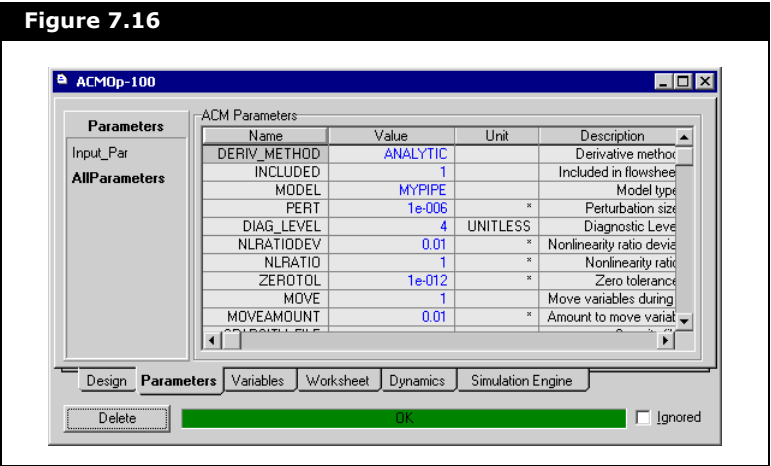 Figure 7.16
ACMOp-100
Parameters
Input_Par
AllParameters
ACM Parameters
Name Value Unit Description
DERIV_METHOD ANALYTIC Derivative method
INCLUDED 1 Included in flowshee
MODEL MYPIPE Model type
PERT 1e-006 * Perturbation size
DIAG_LEVEL 4 UNITLESS Diagnostic Leve
NLRATIODEV 0.01 * Nonlinearity ratio devia
NLRATIO 1 * Nonlinearity ratio
ZEROTOL 1e-012 * Zero tolerance
MOVE 1 Move variables during
MOVEAMOUNT 0.01 * Amount to move variat
Design Parameters Variables Worksheet Dynamics Simulation Engine
Delete OK Ignored